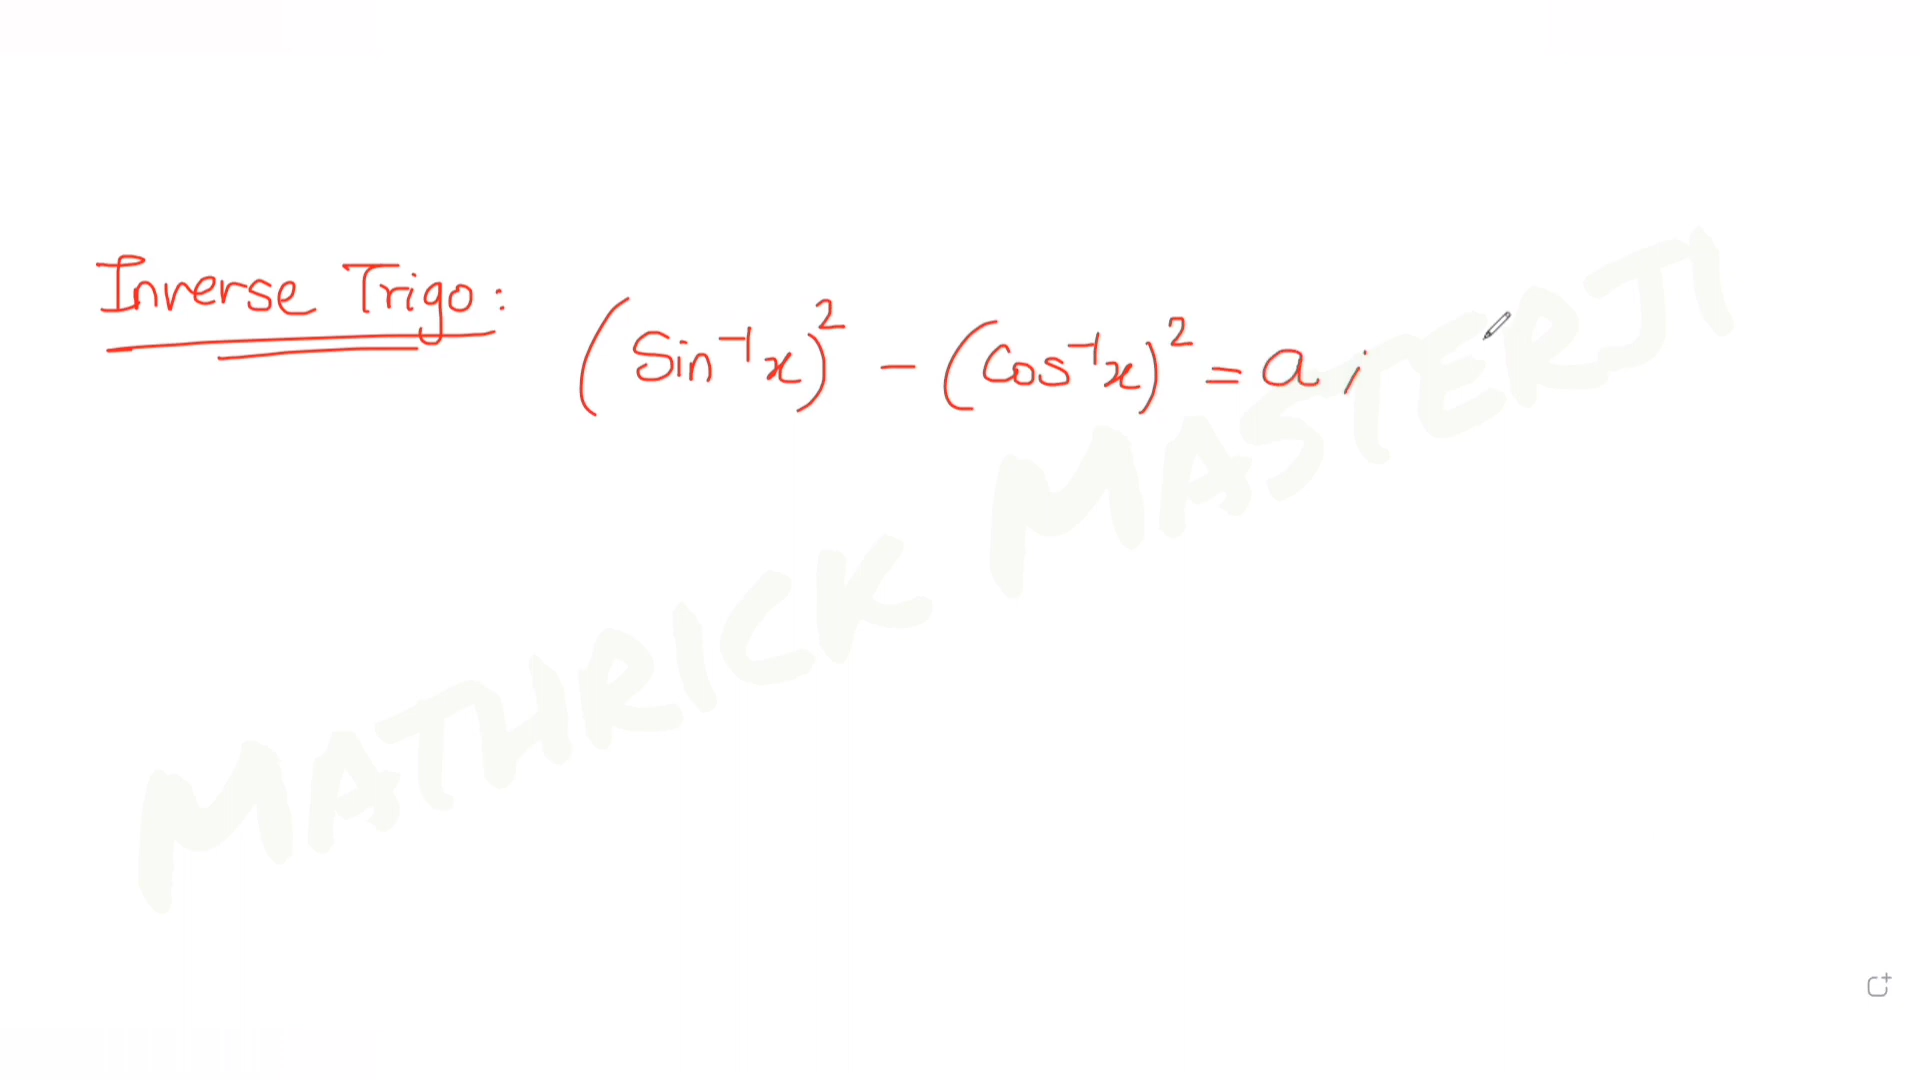 Inverse Trigo:
(Sin⁻¹x)² - (Cos⁻¹x)² = a ;
MATHRICK MASTERJI